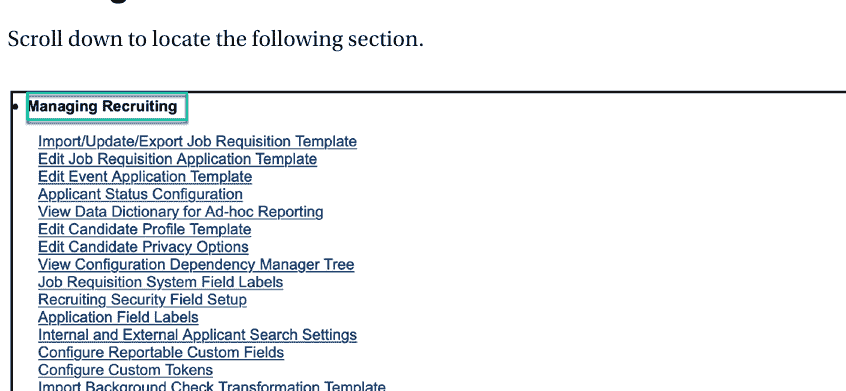 Scroll down to locate the following section.
• Managing Recruiting
Import/Update/Export Job Requisition Template
Edit Job Requisition Application Template
Edit Event Application Template
Applicant Status Configuration
View Data Dictionary for Ad-hoc Reporting
Edit Candidate Profile Template
Edit Candidate Privacy Options
View Configuration Dependency Manager Tree
Job Requisition System Field Labels
Recruiting Security Field Setup
Application Field Labels
Internal and External Applicant Search Settings
Configure Reportable Custom Fields
Configure Custom Tokens
Import Background Check Transformation Template